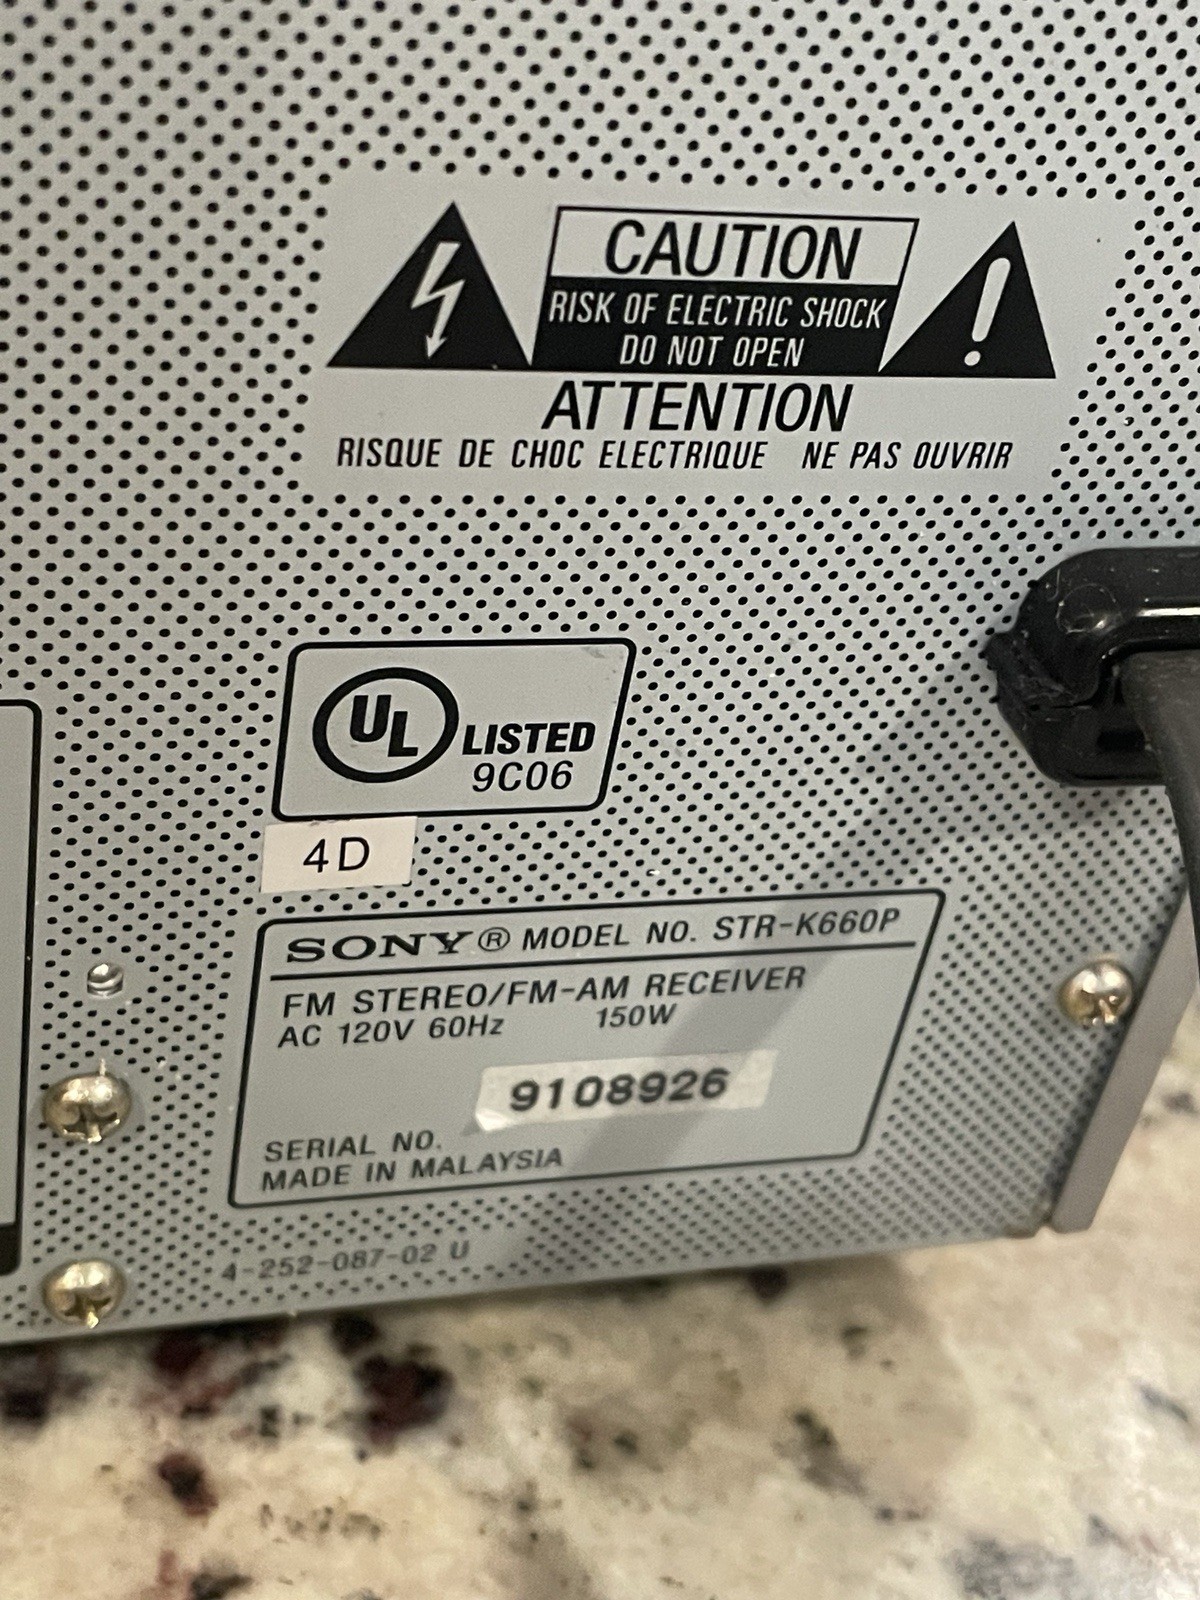 CAUTION
RISK OF ELECTRIC SHOCK
DO NOT OPEN
ATTENTION
RISQUE DE CHOC ELECTRIQUE NE PAS OUVRIR
UL LISTED
9C06
4D
SONY® MODEL NO. STR-K660P
FM STEREO/FM-AM RECEIVER
AC 120V 60Hz 150W
9108926
SERIAL NO.
MADE IN MALAYSIA
4-252-087-02 U